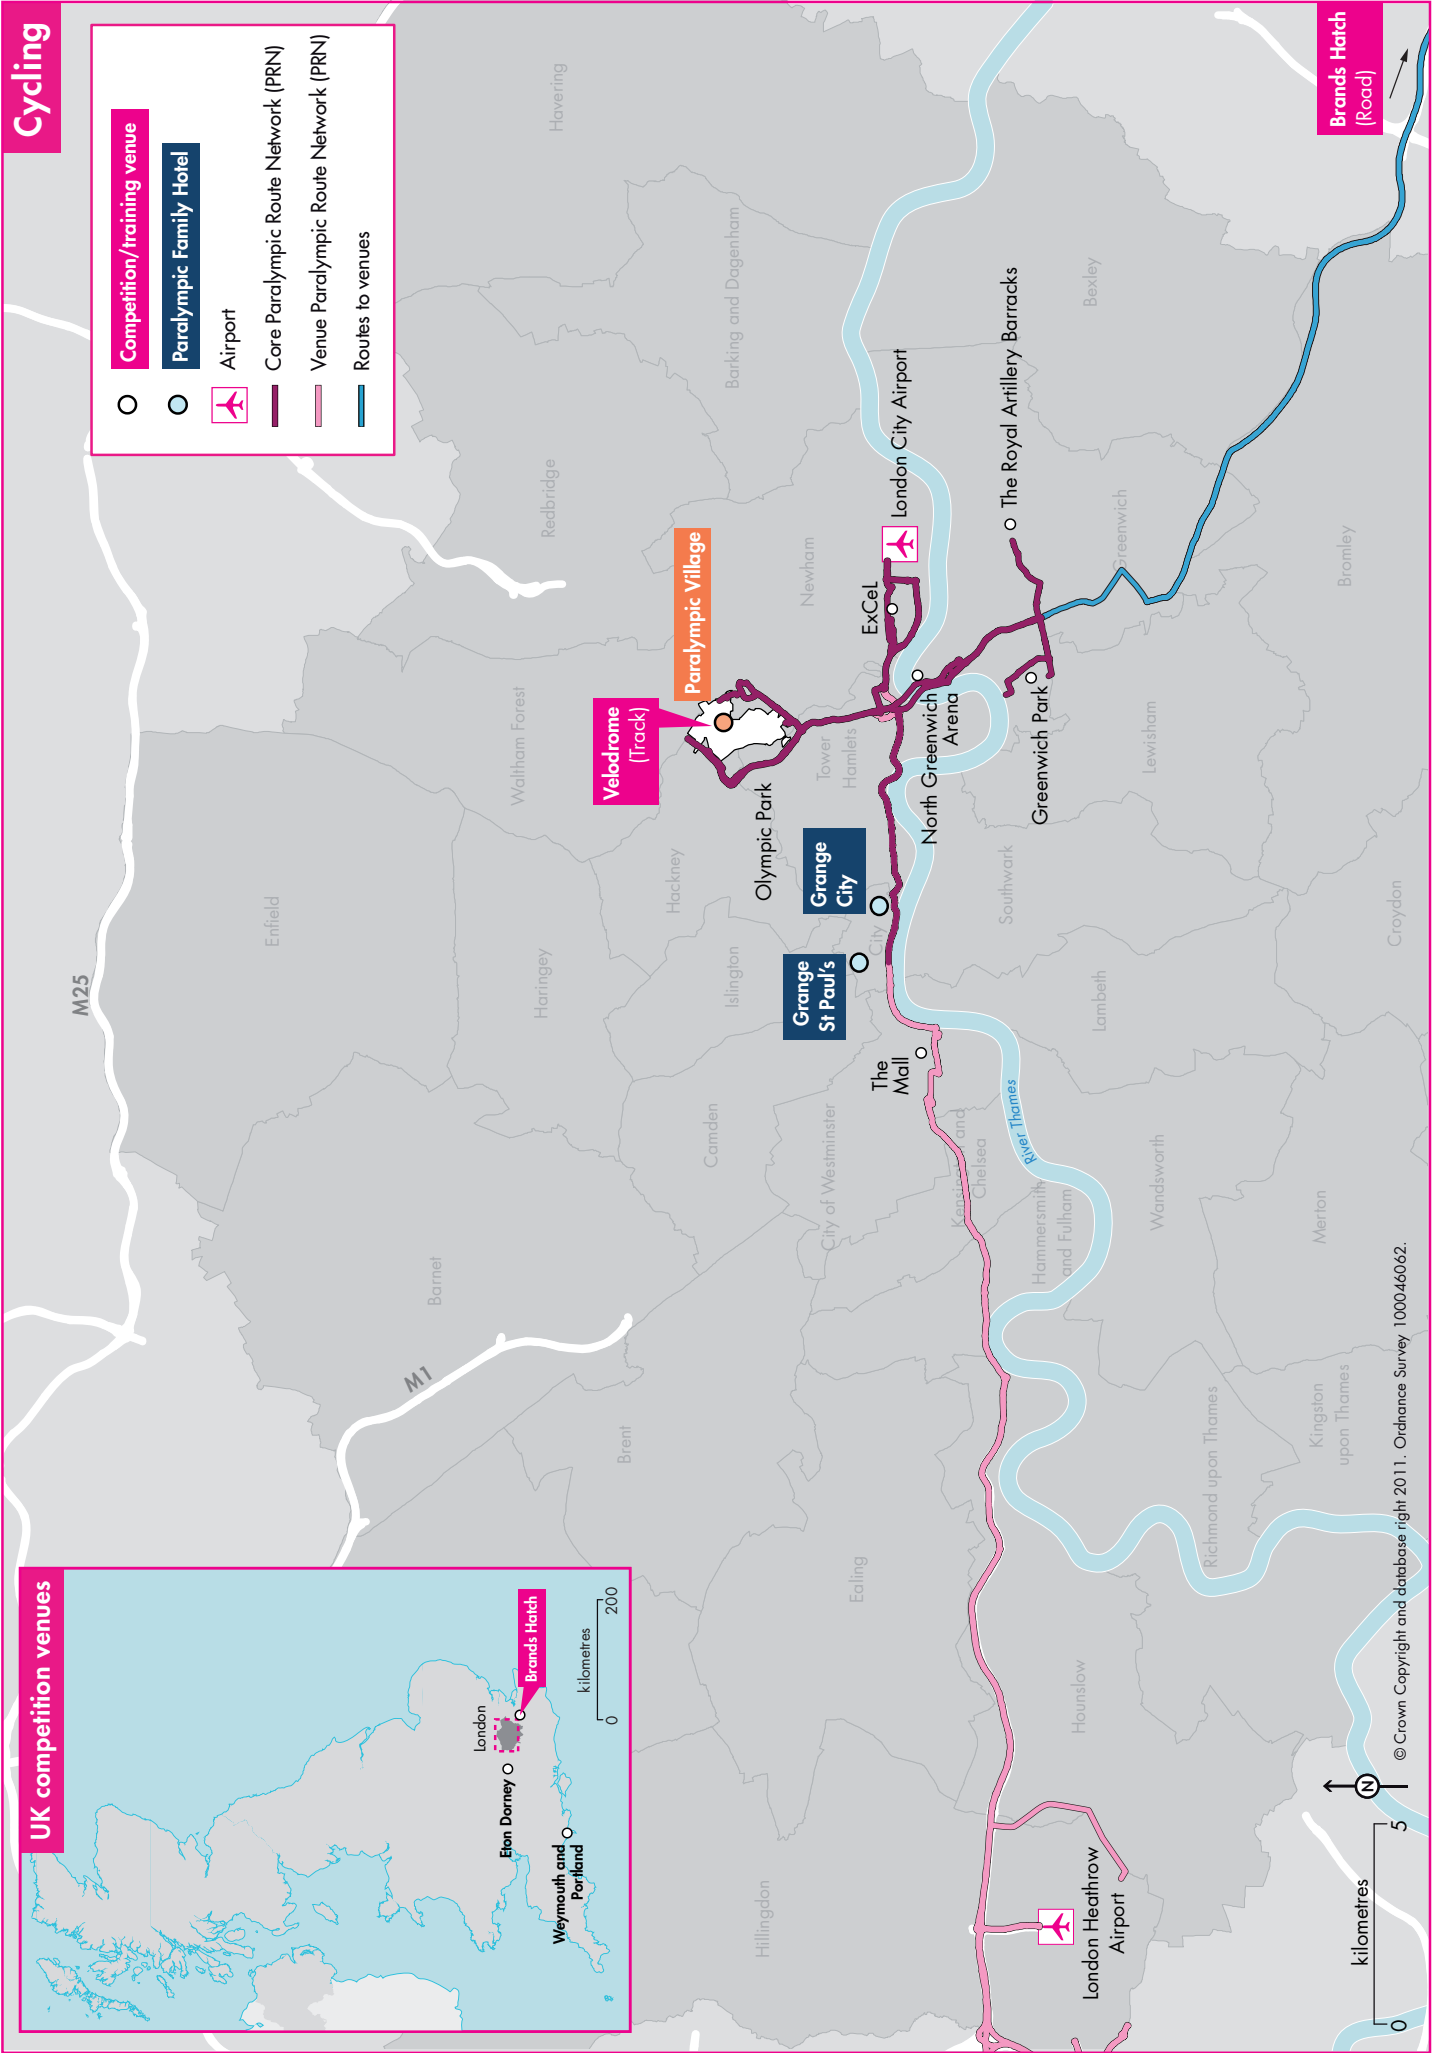 Cycling
Competition/training venue
Paralympic Family Hotel
Airport
Core Paralympic Route Network (PRN)
Venue Paralympic Route Network (PRN)
Routes to venues
UK competition venues
London
Eton Dorney
Brands Hatch
Weymouth and
Portland
kilometres
0
200
M25
M1
Enfield
Barnet
Haringey
Waltham Forest
Redbridge
Havering
Brent
Camden
Islington
Hackney
Barking and Dagenham
Newham
Velodrome
(Track)
Paralympic Village
Olympic Park
Hillingdon
Ealing
City of Westminster
Grange
St Paul's
Grange
City
City
Tower
Hamlets
ExCeL
London City Airport
The
Mall
North Greenwich
Arena
Kensington and
Chelsea
River Thames
Hammersmith
and Fulham
Southwark
Greenwich Park
The Royal Artillery Barracks
Bexley
London Heathrow
Airport
Hounslow
Wandsworth
Lambeth
Lewisham
Greenwich
Richmond upon Thames
Kingston
upon Thames
Merton
Croydon
Bromley
Brands Hatch
(Road)
kilometres
0
5
N
© Crown Copyright and database right 2011. Ordnance Survey 100046062.